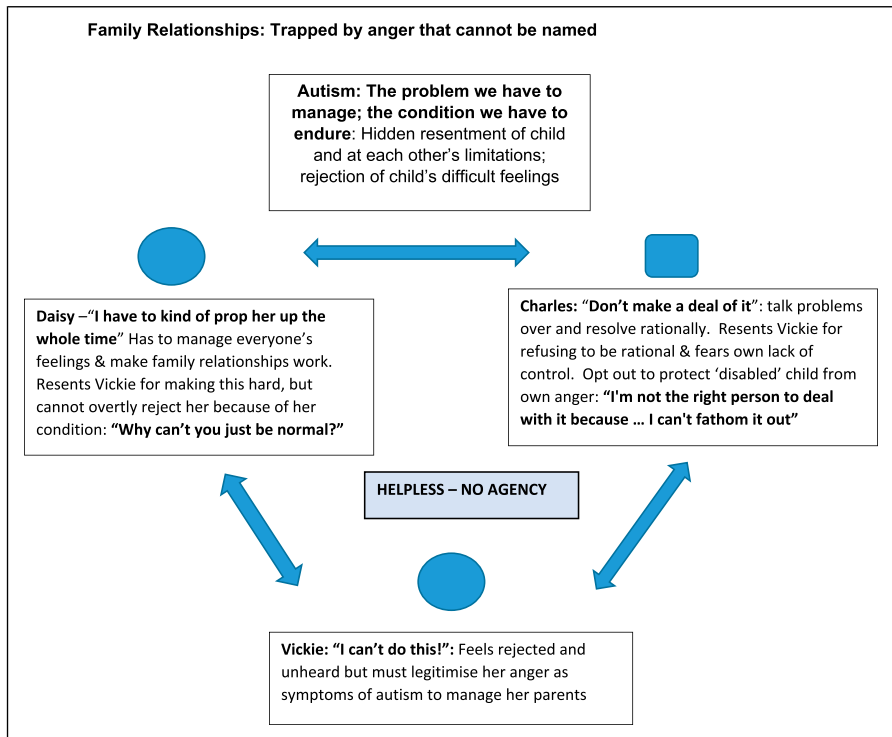 Family Relationships: Trapped by anger that cannot be named
Autism: The problem we have to
manage; the condition we have to
endure: Hidden resentment of child
and at each other’s limitations;
rejection of child’s difficult feelings
Daisy –“I have to kind of prop her up the
whole time” Has to manage everyone’s
feelings & make family relationships work.
Resents Vickie for making this hard, but
cannot overtly reject her because of her
condition: “Why can’t you just be normal?”
Charles: “Don’t make a deal of it”: talk problems
over and resolve rationally.  Resents Vickie for
refusing to be rational & fears own lack of
control.  Opt out to protect ‘disabled’ child from
own anger: “I'm not the right person to deal
with it because … I can't fathom it out”
HELPLESS – NO AGENCY
Vickie: “I can’t do this!”: Feels rejected and
unheard but must legitimise her anger as
symptoms of autism to manage her parents